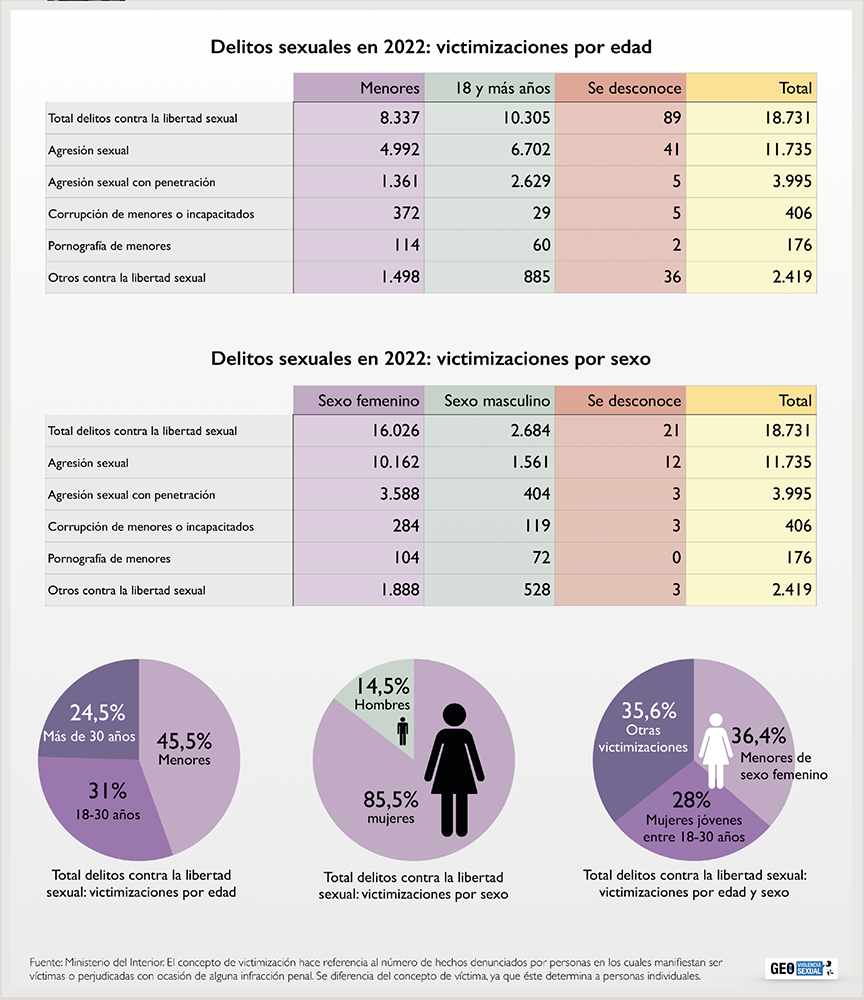 Delitos sexuales en 2022: victimizaciones por edad
Menores 18 y más años Se desconoce Total
Total delitos contra la libertad sexual 8.337 10.305 89 18.731
Agresión sexual 4.992 6.702 41 11.735
Agresión sexual con penetración 1.361 2.629 5 3.995
Corrupción de menores o incapacitados 372 29 5 406
Pornografía de menores 114 60 2 176
Otros contra la libertad sexual 1.498 885 36 2.419
Delitos sexuales en 2022: victimizaciones por sexo
Sexo femenino Sexo masculino Se desconoce Total
Total delitos contra la libertad sexual 16.026 2.684 21 18.731
Agresión sexual 10.162 1.561 12 11.735
Agresión sexual con penetración 3.588 404 3 3.995
Corrupción de menores o incapacitados 284 119 3 406
Pornografía de menores 104 72 0 176
Otros contra la libertad sexual 1.888 528 3 2.419
24,5%
Más de 30 años
45,5%
Menores
31%
18-30 años
Total delitos contra la libertad
sexual: victimizaciones por edad
14,5%
Hombres
85,5%
mujeres
Total delitos contra la libertad
sexual: victimizaciones por sexo
35,6%
Otras
victimizaciones
36,4%
Menores de
sexo femenino
28%
Mujeres jóvenes
entre 18-30 años
Total delitos contra la libertad sexual:
victimizaciones por edad y sexo
Fuente: Ministerio del Interior. El concepto de victimización hace referencia al número de hechos denunciados por personas en los cuales manifiestan ser
víctimas o perjudicadas con ocasión de alguna infracción penal. Se diferencia del concepto de víctima, ya que éste determina a personas individuales.
GEO VIOLENCIA
SEXUAL